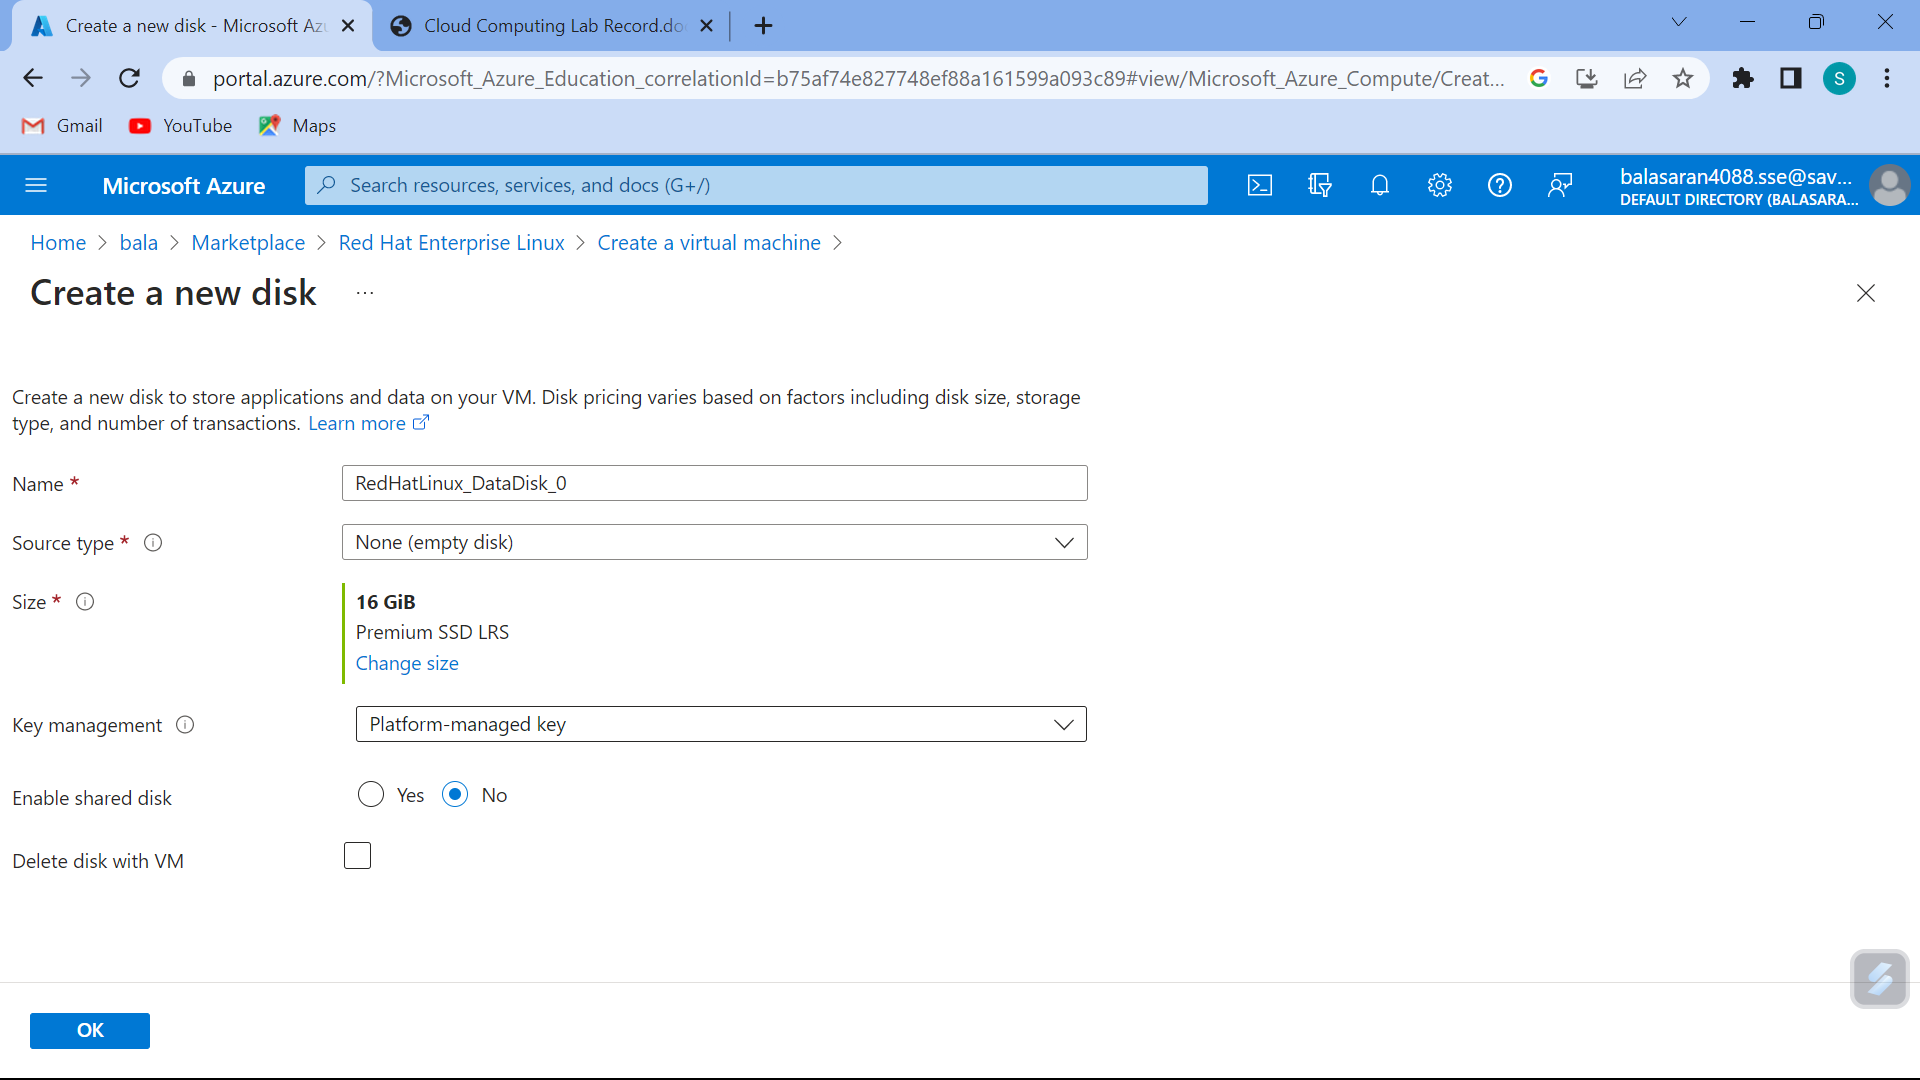 Create a new disk - Microsoft Azu
Cloud Computing Lab Record.do
portal.azure.com/?Microsoft_Azure_Education_correlationId=b75af74e827748ef88a161599a093c89#view/Microsoft_Azure_Compute/Creat...
S
Gmail
YouTube
Maps
Microsoft Azure
Search resources, services, and docs (G+/)
balasaran4088.sse@sav...
DEFAULT DIRECTORY (BALASARA...
Home > bala > Marketplace > Red Hat Enterprise Linux > Create a virtual machine >
Create a new disk ...
Create a new disk to store applications and data on your VM. Disk pricing varies based on factors including disk size, storage
type, and number of transactions. Learn more
Name *
RedHatLinux_DataDisk_0
Source type *
None (empty disk)
Size *
16 GiB
Premium SSD LRS
Change size
Key management
Platform-managed key
Enable shared disk
Yes
No
Delete disk with VM
OK